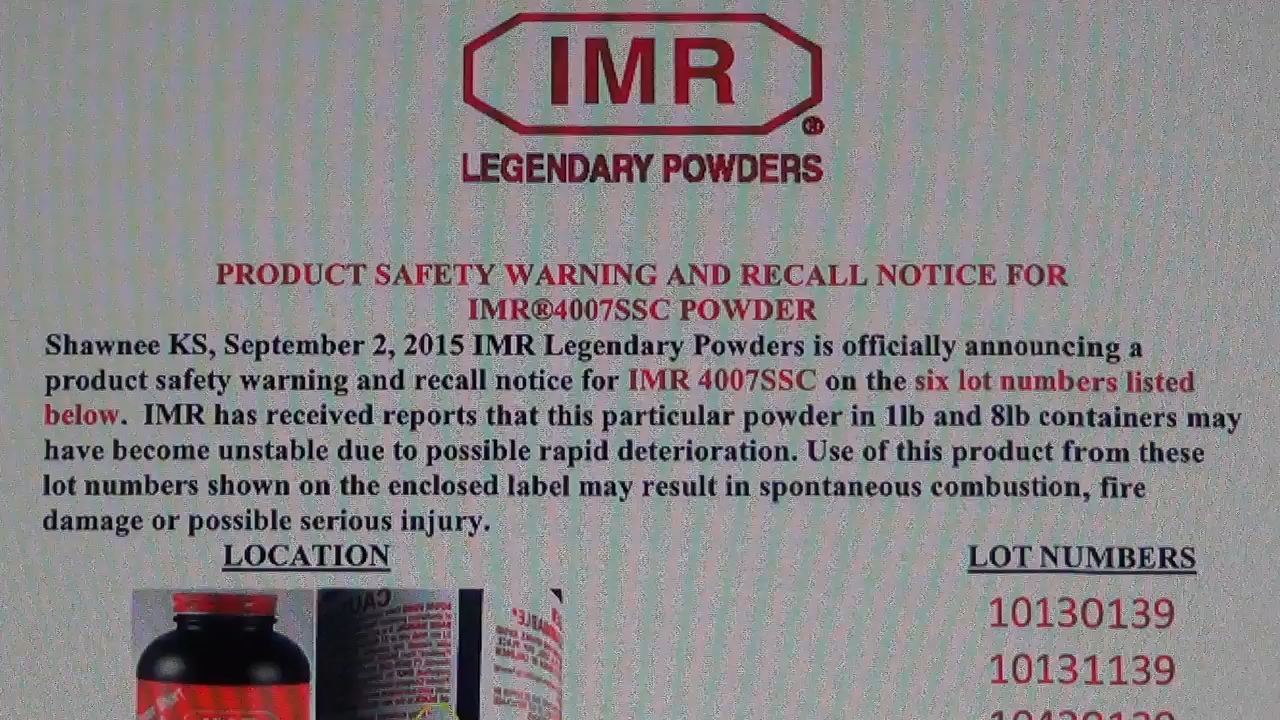 IMR
®
LEGENDARY POWDERS
PRODUCT SAFETY WARNING AND RECALL NOTICE FOR
IMR®4007SSC POWDER
Shawnee KS, September 2, 2015 IMR Legendary Powders is officially announcing a
product safety warning and recall notice for IMR 4007SSC on the six lot numbers listed
below. IMR has received reports that this particular powder in 1lb and 8lb containers may
have become unstable due to possible rapid deterioration. Use of this product from these
lot numbers shown on the enclosed label may result in spontaneous combustion, fire
damage or possible serious injury.
LOCATION
LOT NUMBERS
10130139
10131139